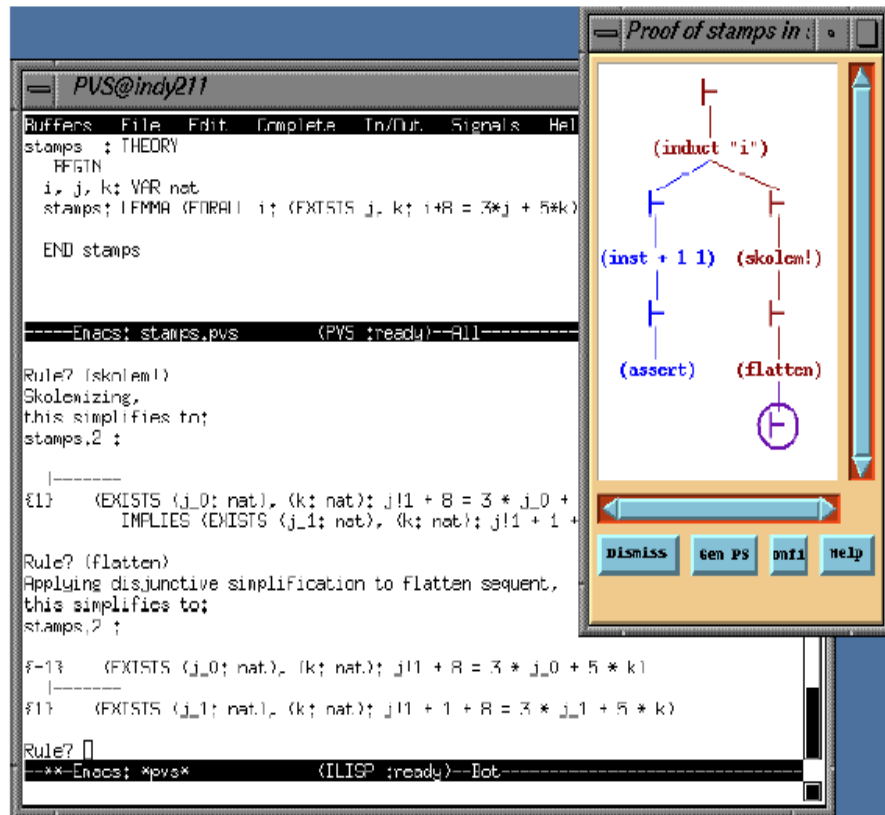 PVS@indy211
Buffers File Edit Complete In/Out Signals Hel
stamps : THEORY
BEGIN
i, j, k: VAR nat
stamps: LEMMA (FORALL i: (EXISTS j, k: i+8 = 3*j + 5*k)
END stamps
-----Emacs: stamps.pvs (PVS :ready)--All-----------
Rule? (skolem!)
Skolemizing,
this simplifies to:
stamps.2 :
|-------
{1} (EXISTS (j_0: nat), (k: nat): j!1 + 8 = 3 * j_0 +
IMPLIES (EXISTS (j_1: nat), (k: nat): j!1 + 1 +
Rule? (flatten)
Applying disjunctive simplification to flatten sequent,
this simplifies to:
stamps.2 :
{-1} (EXISTS (j_0: nat), (k: nat): j!1 + 8 = 3 * j_0 + 5 * k)
|-------
{1} (EXISTS (j_1: nat), (k: nat): j!1 + 1 + 8 = 3 * j_1 + 5 * k)
Rule?
--**-Emacs: *pvs* (ILISP :ready)--Bot-----------------------------------
Proof of stamps in
(induct "i")
(inst + 1 1) (skolem!)
(assert) (flatten)
Dismiss Gen PS onfi Help